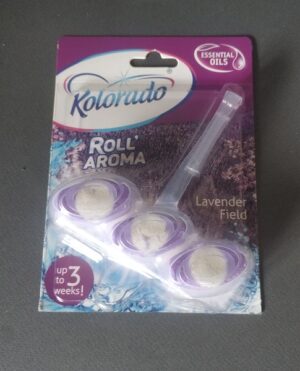 ESSENTIAL
OILS
Kolorado®
ROLL'
AROMA
Lavender
Field
up
to 3
weeks!